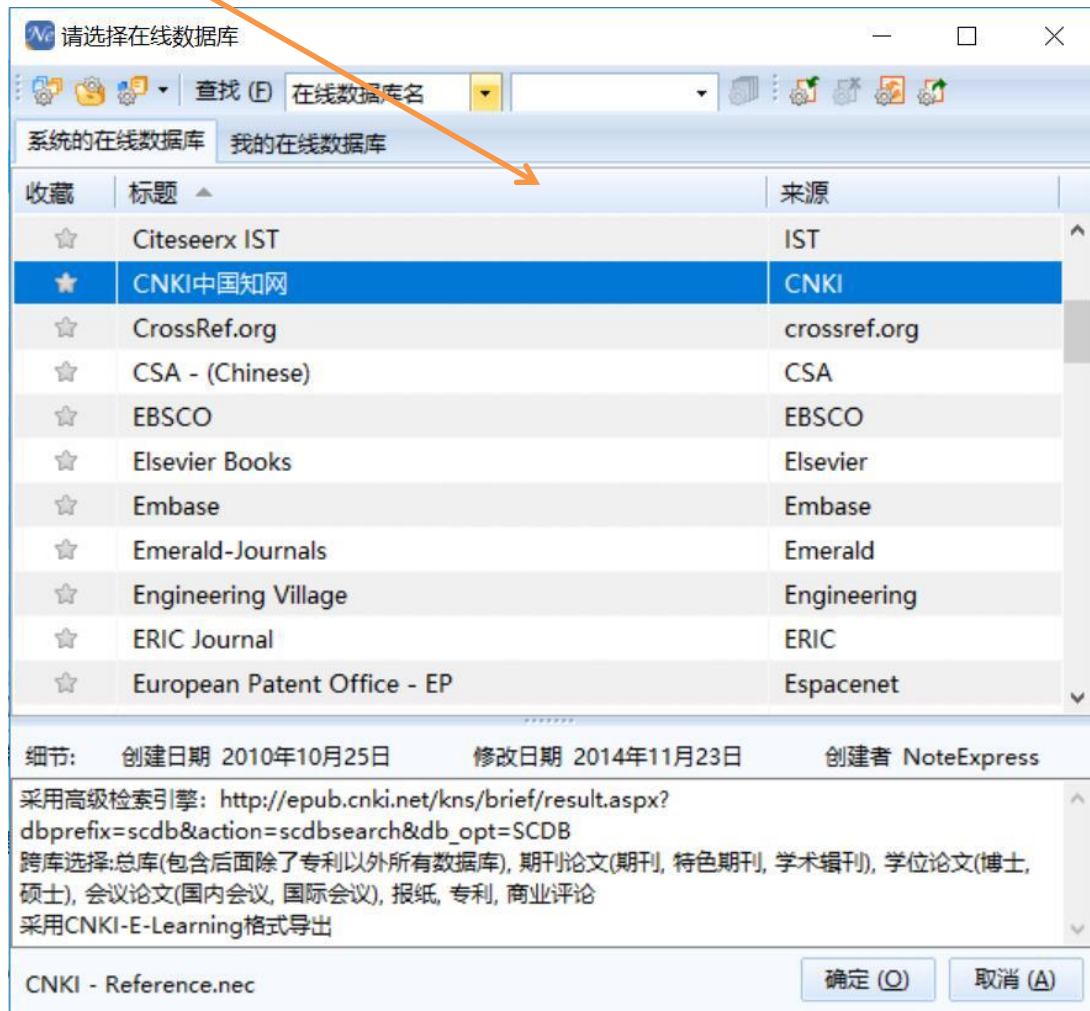 Ne 请选择在线数据库
查找 (F) 在线数据库名
系统的在线数据库 我的在线数据库
收藏 标题 来源
Citeseerx IST IST
CNKI中国知网 CNKI
CrossRef.org crossref.org
CSA - (Chinese) CSA
EBSCO EBSCO
Elsevier Books Elsevier
Embase Embase
Emerald-Journals Emerald
Engineering Village Engineering
ERIC Journal ERIC
European Patent Office - EP Espacenet
细节: 创建日期 2010年10月25日 修改日期 2014年11月23日 创建者 NoteExpress
采用高级检索引擎: http://epub.cnki.net/kns/brief/result.aspx?
dbprefix=scdb&action=scdbsearch&db_opt=SCDB
跨库选择:总库(包含后面除了专利以外所有数据库), 期刊论文(期刊, 特色期刊, 学术辑刊), 学位论文(博士,
硕士), 会议论文(国内会议, 国际会议), 报纸, 专利, 商业评论
采用CNKI-E-Learning格式导出
CNKI - Reference.nec 确定 (O) 取消 (A)